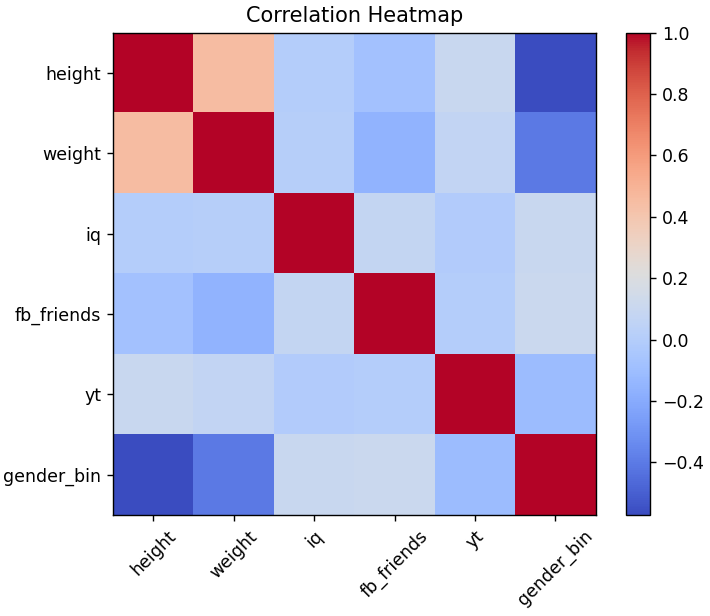 Correlation Heatmap
height
weight
iq
fb_friends
yt
gender_bin
height
weight
iq
fb_friends
yt
gender_bin
1.0
0.8
0.6
0.4
0.2
0.0
−0.2
−0.4